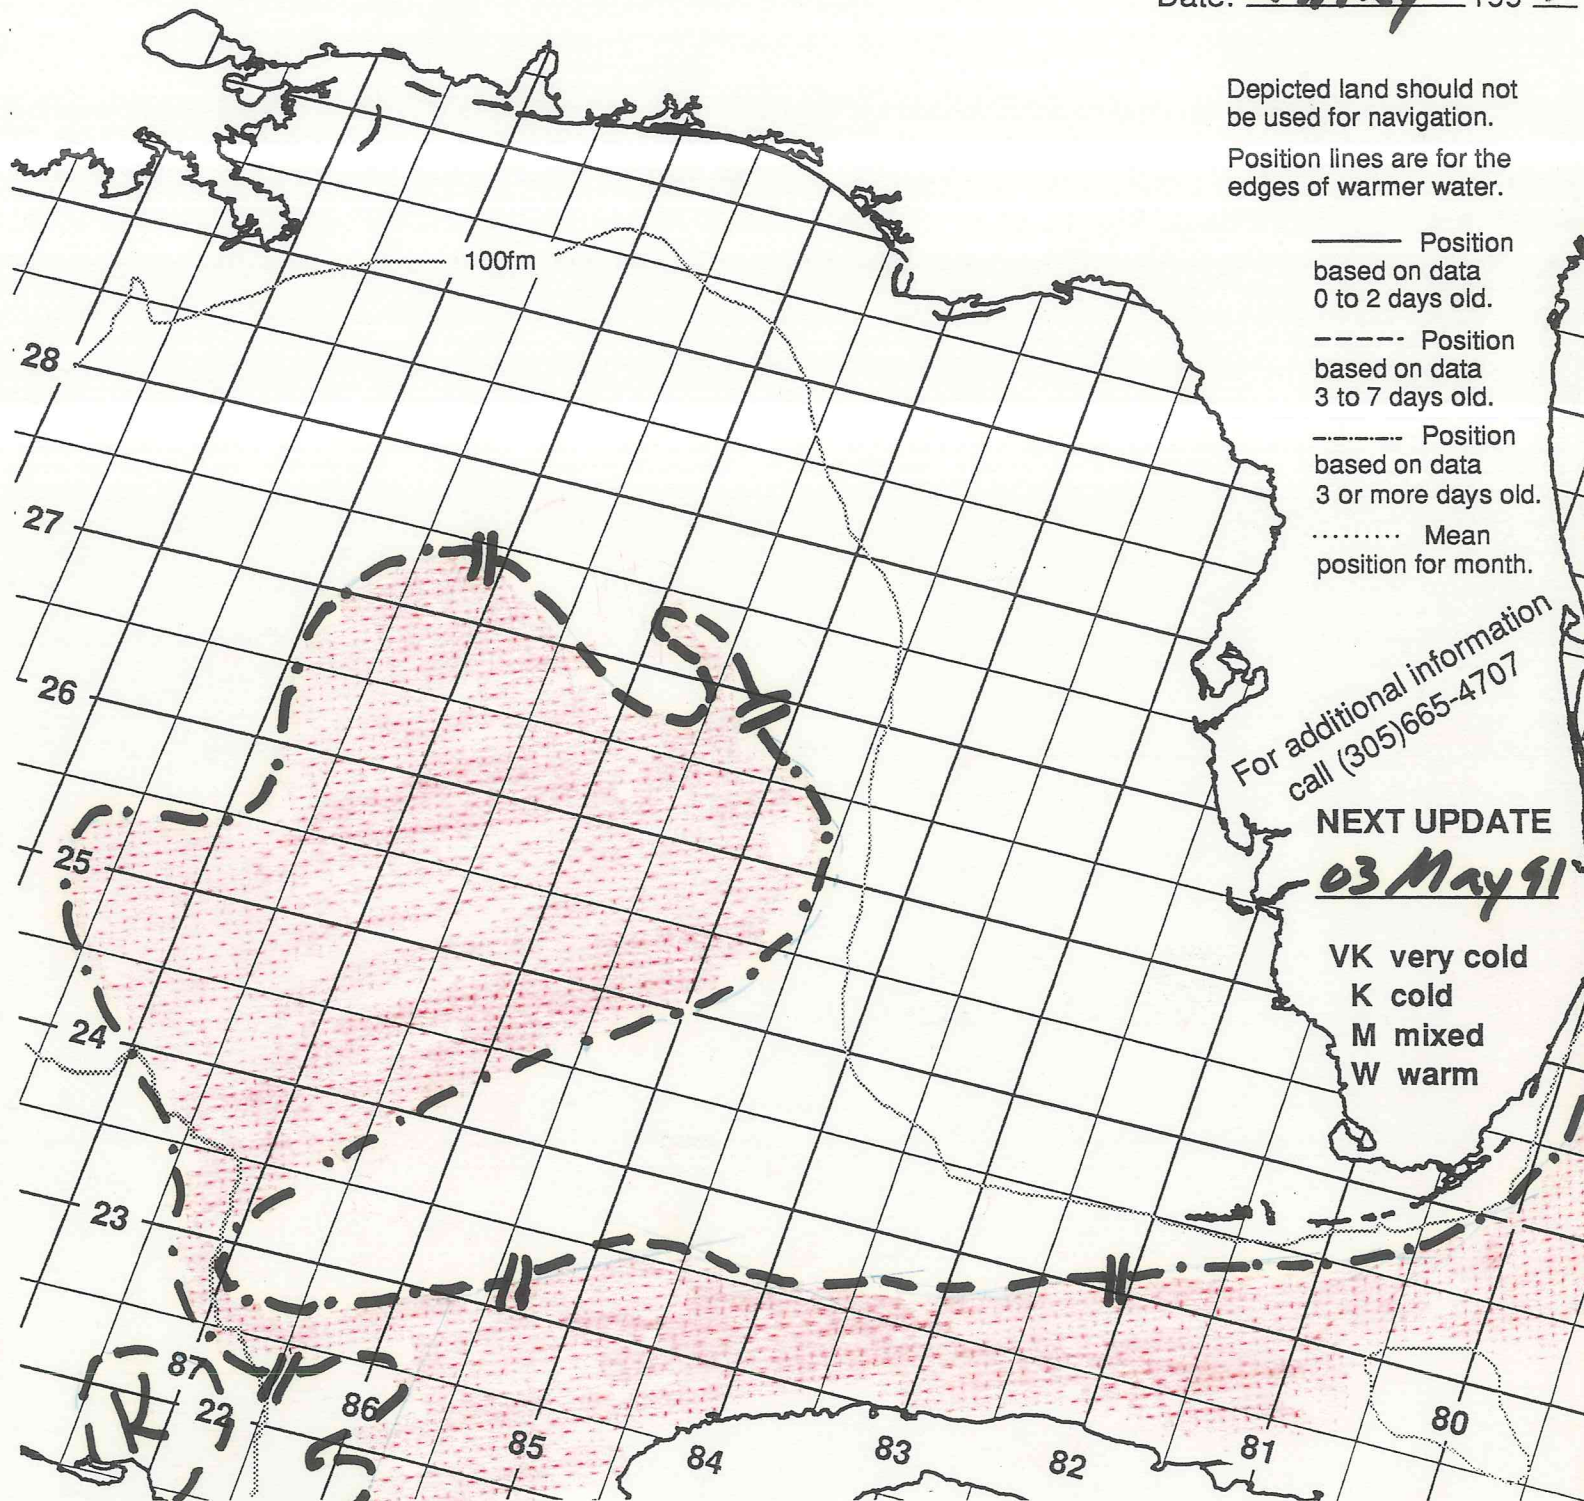 Date: May 199
Depicted land should not
be used for navigation.
Position lines are for the
edges of warmer water.
Position
based on data
0 to 2 days old.
Position
based on data
3 to 7 days old.
Position
based on data
3 or more days old.
Mean
position for month.
For additional information
call (305)665-4707
NEXT UPDATE
03 May 91
VK very cold
K cold
M mixed
W warm
100fm
28
27
26
25
24
23
22
87
86
85
84
83
82
81
80
K